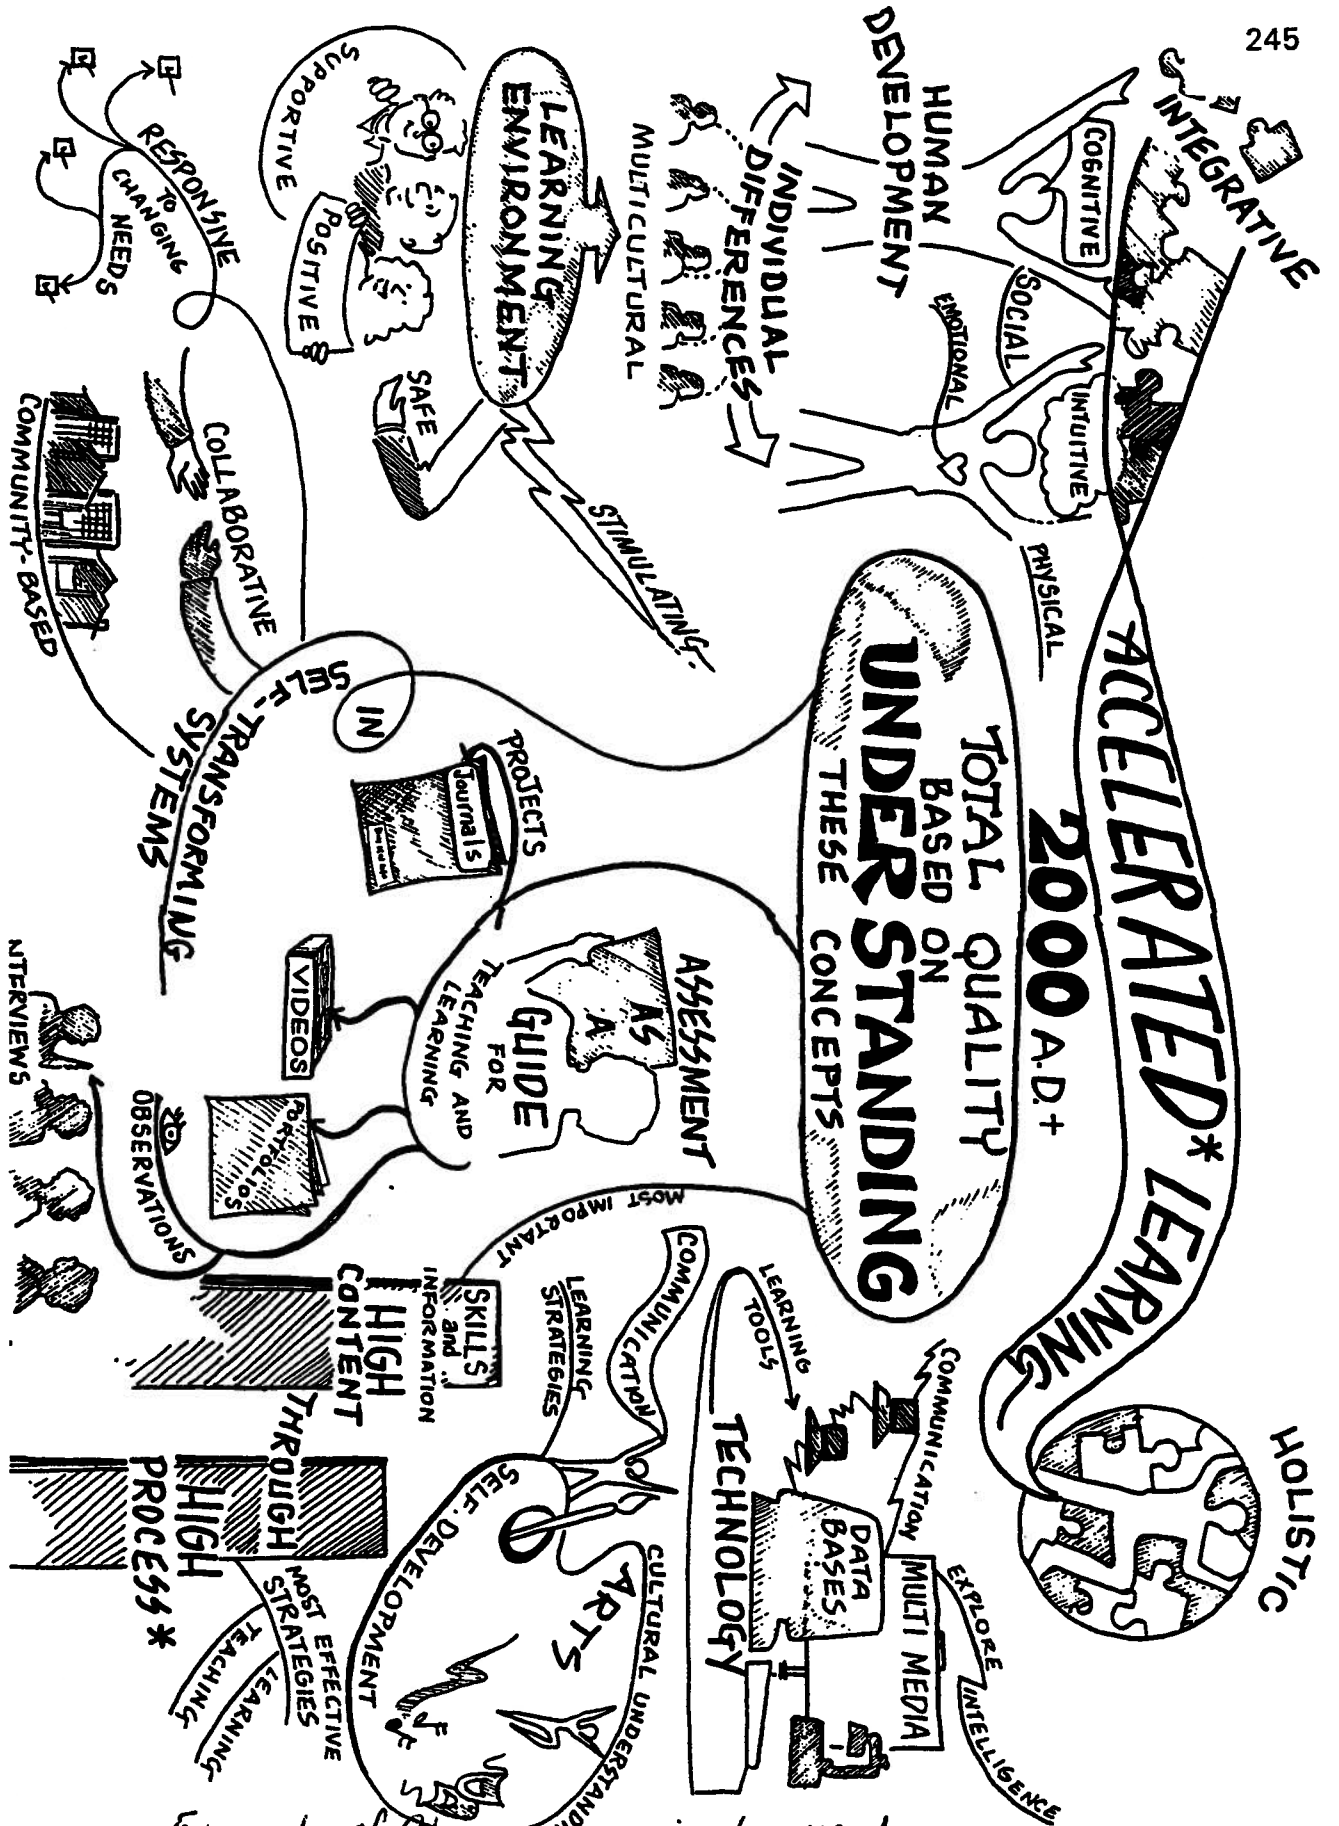 245
INTEGRATIVE
ACCELERATED* LEARNING
HOLISTIC
2000 A.D.+
TOTAL QUALITY
BASED ON
UNDERSTANDING
THESE CONCEPTS
HUMAN
DEVELOPMENT
COGNITIVE
SOCIAL
EMOTIONAL
INTUITIVE
PHYSICAL
INDIVIDUAL
DIFFERENCES
MULTICULTURAL
LEARNING
ENVIRONMENT
SUPPORTIVE
POSITIVE
SAFE
STIMULATING
IN
SELF-TRANSFORMING
SYSTEMS
RESPONSIVE
TO
CHANGING
NEEDS
COLLABORATIVE
COMMUNITY-BASED
ASSESSMENT
AS
A
GUIDE
FOR
TEACHING AND
LEARNING
PROJECTS
Journals
VIDEOS
PORTFOLIOS
OBSERVATIONS
NTERVIEWS
MOST IMPORTANT
SKILLS
and
INFORMATION
HIGH
CONTENT
THROUGH
HIGH
PROCESS*
MOST EFFECTIVE
STRATEGIES
TEACHING
LEARNING
COMMUNICATION
LEARNING
STRATEGIES
SELF-DEVELOPMENT
ARTS
CULTURAL UNDERSTAND
LEARNING
TOOLS
TECHNOLOGY
COMMUNICATION
DATA
BASES
MULTI MEDIA
EXPLORE
INTELLIGENCE